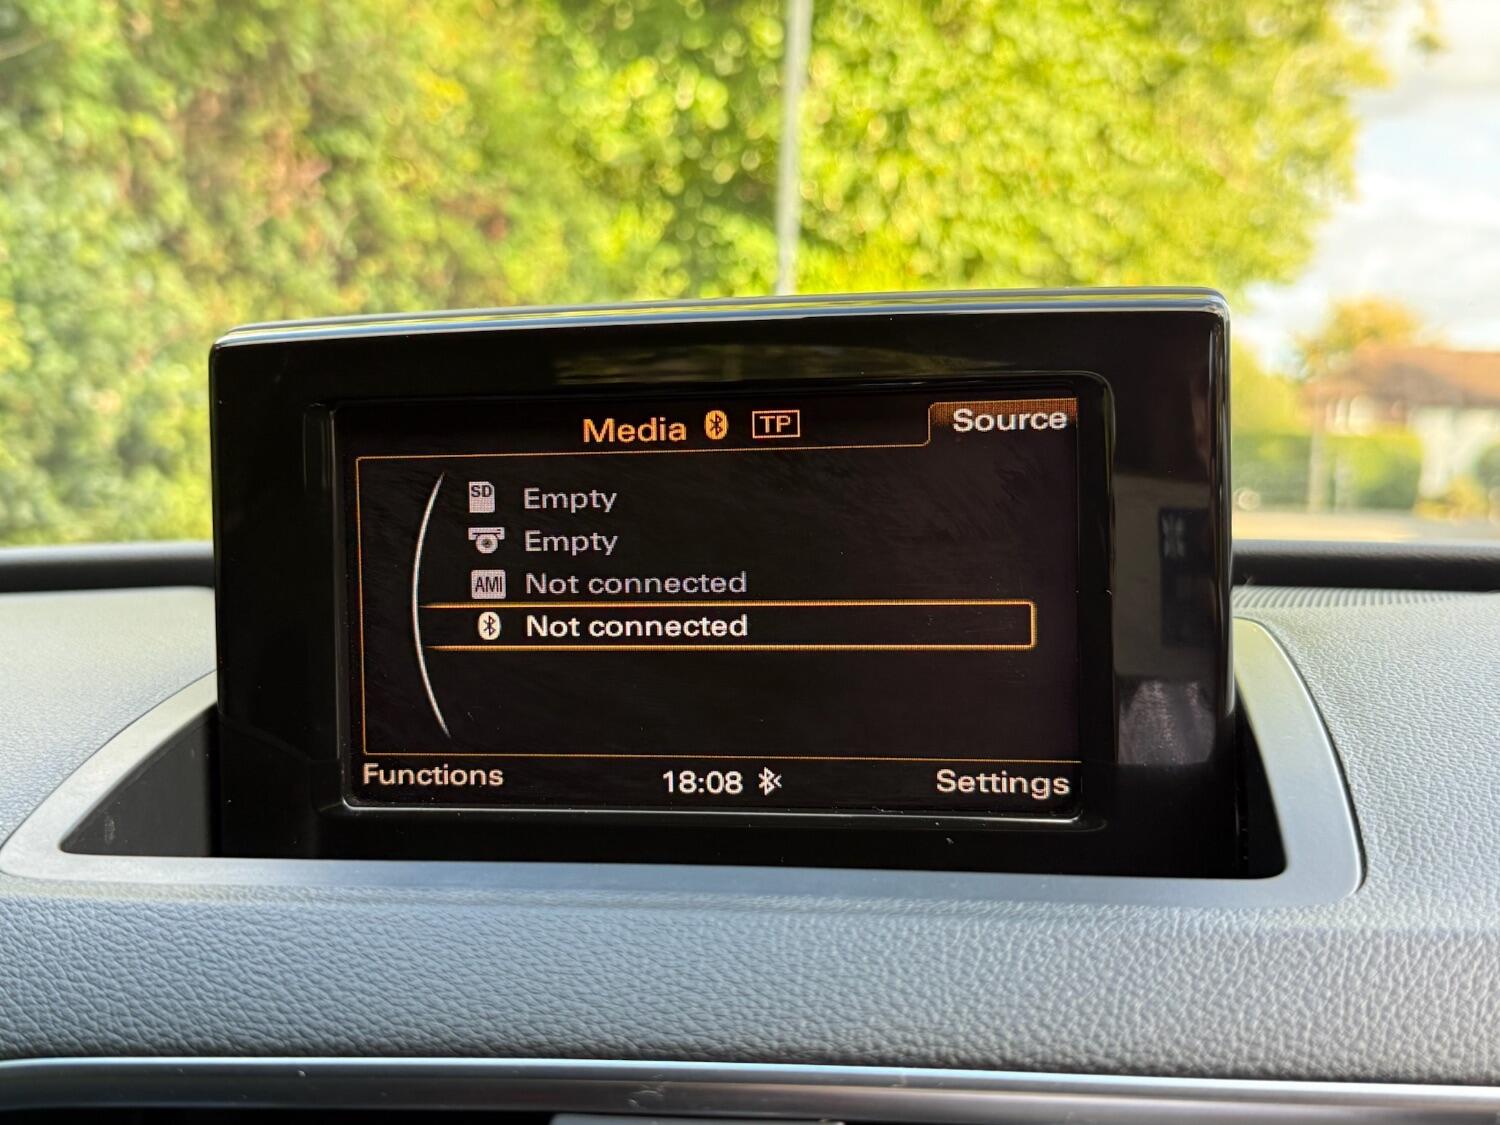 Media TP
Source
SD Empty
Empty
AMI Not connected
Not connected
Functions
18:08
Settings